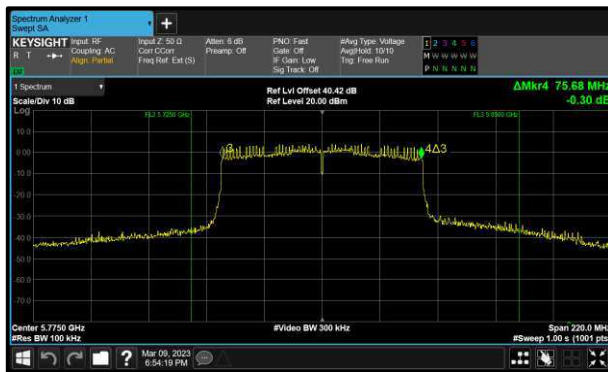 Spectrum Analyzer 1
Swept SA
+
KEYSIGHT
R T
Input: RF
Coupling: AC
Align: Partial
Input Z: 50 Ω
Corr CCorr
Freq Ref: Ext (S)
Atten: 6 dB
Preamp: Off
PNO: Fast
Gate: Off
IF Gain: Low
Sig Track: Off
#Avg Type: Voltage
Avg|Hold: 10/10
Trig: Free Run
1 2 3 4 5 6
M W W W W W
P N N N N N
1 Spectrum
Scale/Div 10 dB
Ref Lvl Offset 40.42 dB
Ref Level 20.00 dBm
ΔMkr4 75.68 MHz
-0.30 dB
Log
10.0
0.00
-10.0
-20.0
-30.0
-40.0
-50.0
-60.0
-70.0
3
4Δ3
Center 5.7750 GHz
#Res BW 100 kHz
#Video BW 300 kHz
Span 220.0 MHz
#Sweep 1.00 s (1001 pts)
?
Mar 09, 2023
6:54:19 PM